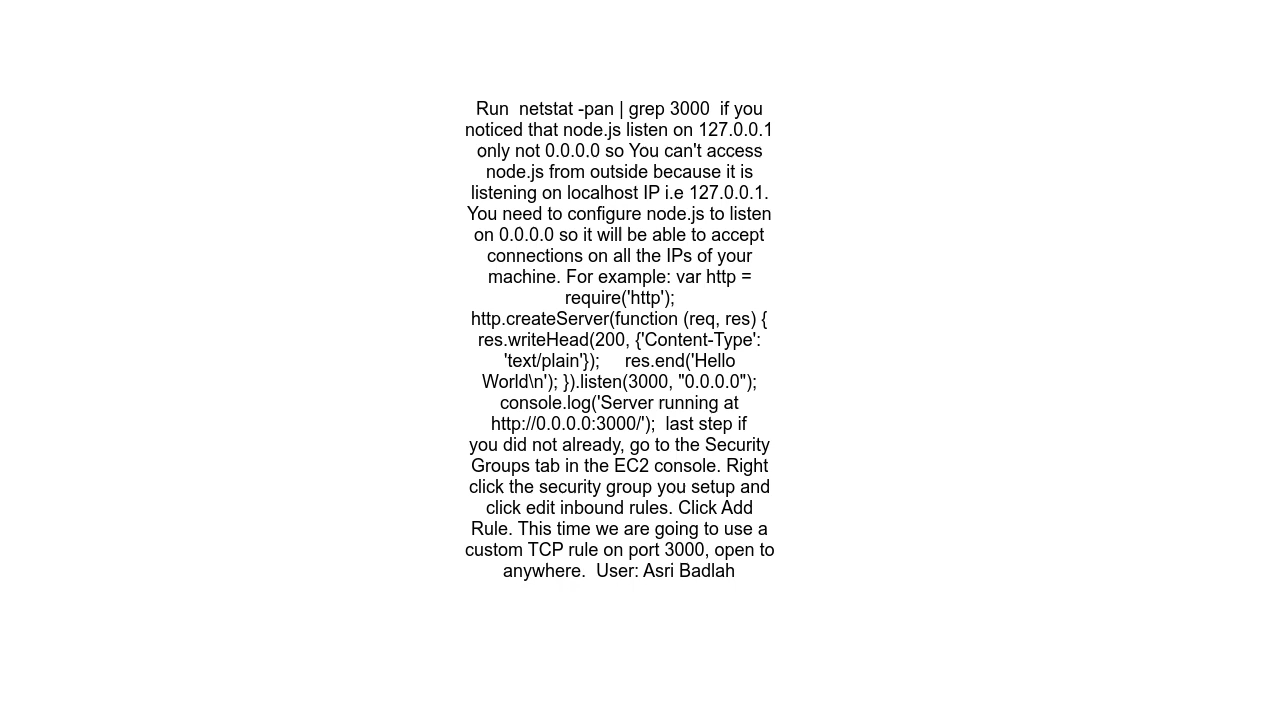 Run  netstat -pan | grep 3000  if you
noticed that node.js listen on 127.0.0.1
only not 0.0.0.0 so You can't access
node.js from outside because it is
listening on localhost IP i.e 127.0.0.1.
You need to configure node.js to listen
on 0.0.0.0 so it will be able to accept
connections on all the IPs of your
machine. For example: var http =
require('http');
http.createServer(function (req, res) {
res.writeHead(200, {'Content-Type':
'text/plain'});     res.end('Hello
World\n'); }).listen(3000, "0.0.0.0");
console.log('Server running at
http://0.0.0.0:3000/');  last step if
you did not already, go to the Security
Groups tab in the EC2 console. Right
click the security group you setup and
click edit inbound rules. Click Add
Rule. This time we are going to use a
custom TCP rule on port 3000, open to
anywhere.  User: Asri Badlah